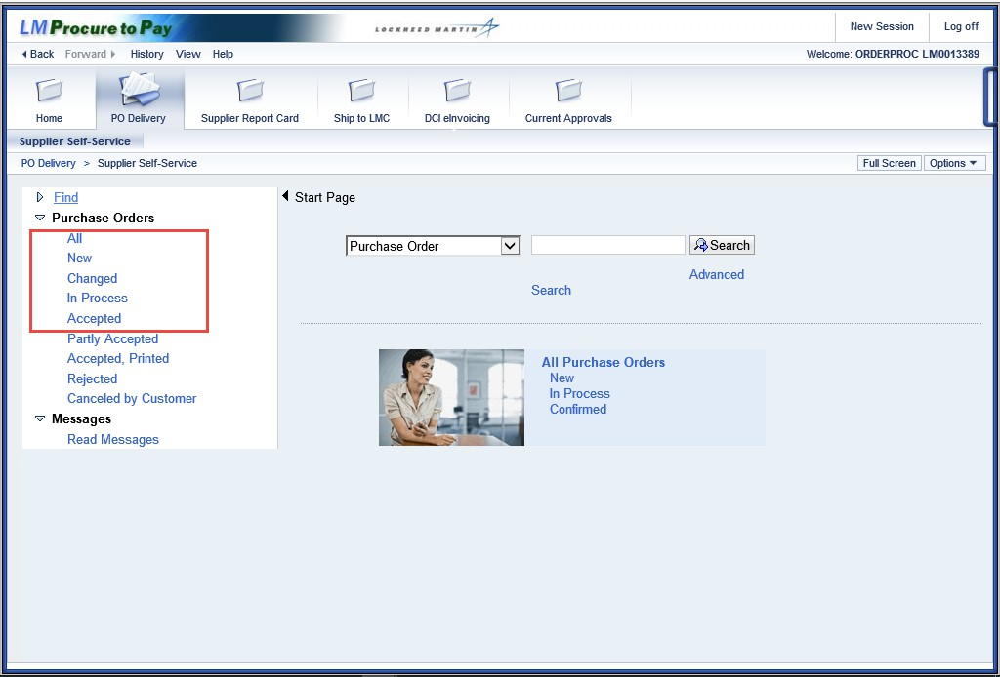 LM Procure to Pay
LOCKHEED MARTIN
New Session
Log off
Back Forward History View Help
Welcome: ORDERPROC LM0013389
Home
PO Delivery
Supplier Report Card
Ship to LMC
DCI eInvoicing
Current Approvals
Supplier Self-Service
PO Delivery > Supplier Self-Service
Full Screen
Options
Find
Purchase Orders
All
New
Changed
In Process
Accepted
Partly Accepted
Accepted, Printed
Rejected
Canceled by Customer
Messages
Read Messages
Start Page
Purchase Order
Search
Advanced
Search
All Purchase Orders
New
In Process
Confirmed